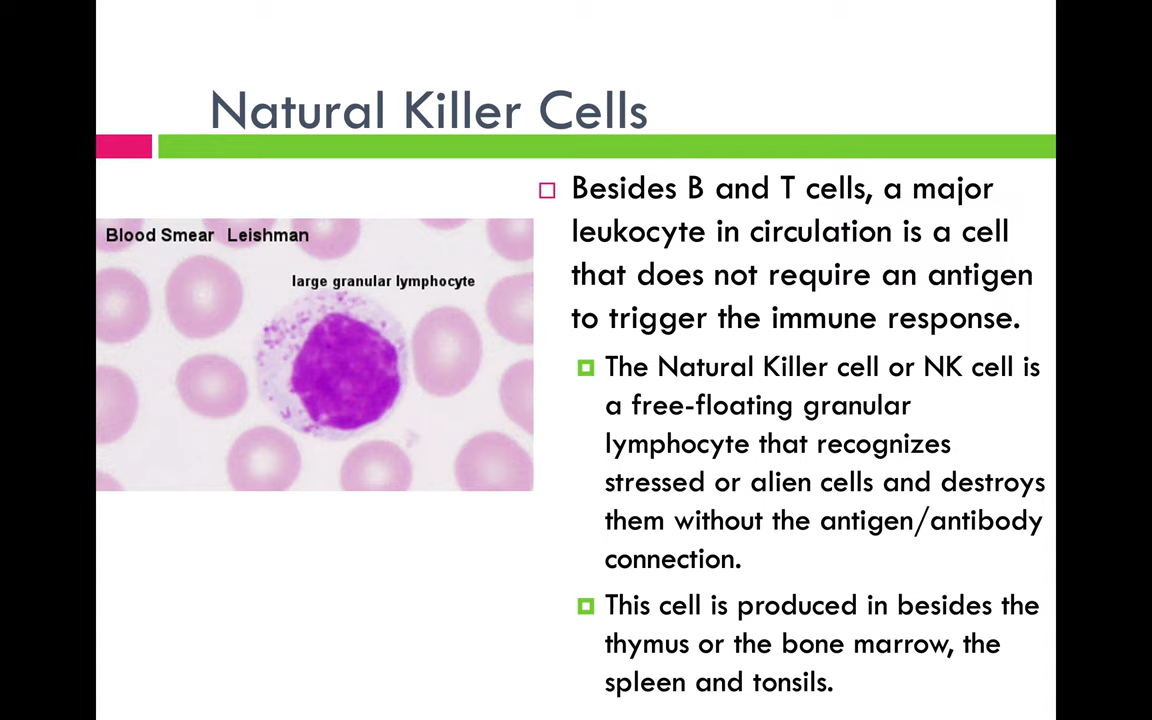 Natural Killer Cells
Blood Smear Leishman
large granular lymphocyte
Besides B and T cells, a major
leukocyte in circulation is a cell
that does not require an antigen
to trigger the immune response.
The Natural Killer cell or NK cell is
a free-floating granular
lymphocyte that recognizes
stressed or alien cells and destroys
them without the antigen/antibody
connection.
This cell is produced in besides the
thymus or the bone marrow, the
spleen and tonsils.